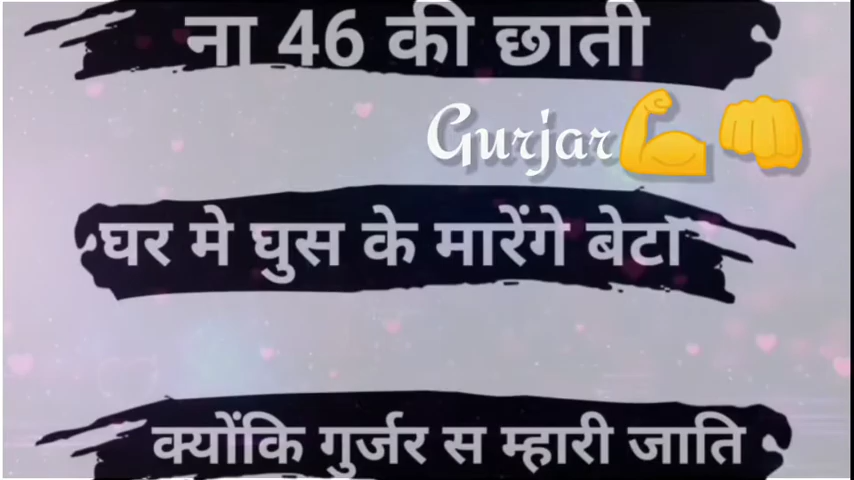 ना 46 की छाती
Gurjar💪👊
घर मे घुस के मारेंगे बेटा
क्योंकि गुर्जर स म्हारी जाति